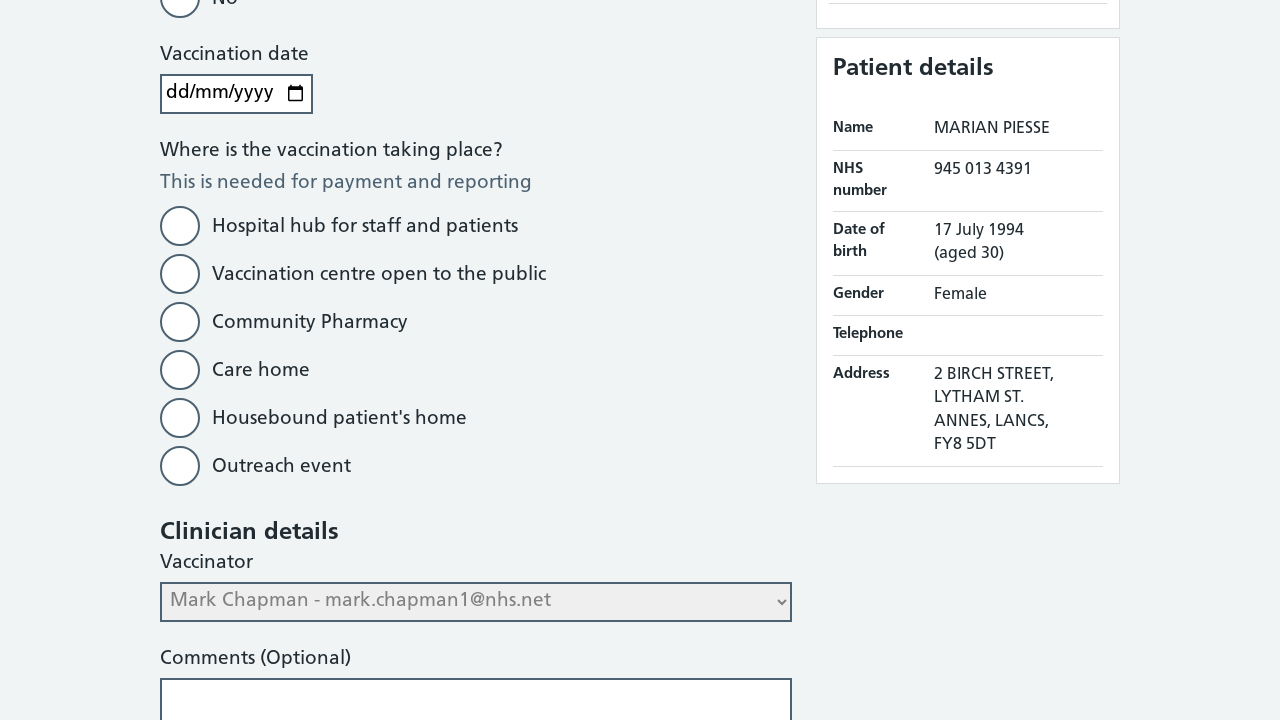 No
Vaccination date
dd/mm/yyyy
Where is the vaccination taking place?
This is needed for payment and reporting
Hospital hub for staff and patients
Vaccination centre open to the public
Community Pharmacy
Care home
Housebound patient's home
Outreach event
Clinician details
Vaccinator
Mark Chapman - mark.chapman1@nhs.net
Comments (Optional)
Patient details
Name MARIAN PIESSE
NHS number 945 013 4391
Date of birth 17 July 1994
(aged 30)
Gender Female
Telephone
Address 2 BIRCH STREET,
LYTHAM ST.
ANNES, LANCS,
FY8 5DT